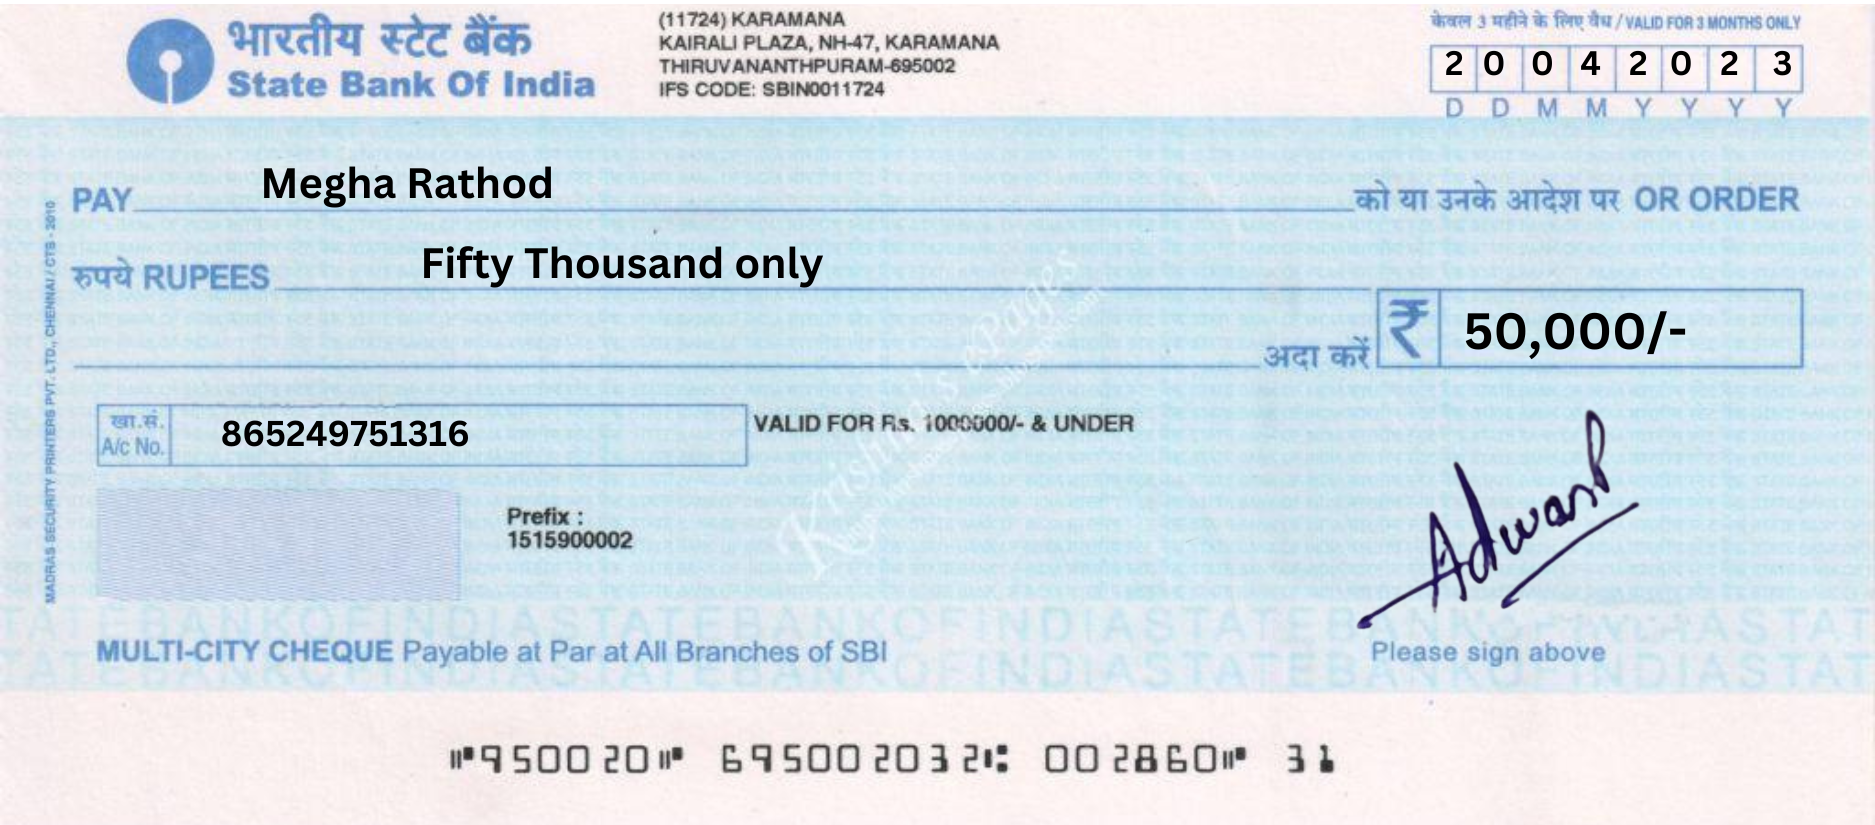 भारतीय स्टेट बैंक
State Bank Of India
(11724) KARAMANA
KAIRALI PLAZA, NH-47, KARAMANA
THIRUVANANTHPURAM-695002
IFS CODE: SBIN0011724
केवल 3 महीने के लिए वैध / VALID FOR 3 MONTHS ONLY
2 0 0 4 2 0 2 3
D D M M Y Y Y Y
PAY Megha Rathod को या उनके आदेश पर OR ORDER
रुपये RUPEES Fifty Thousand only
अदा करें ₹ 50,000/-
खा.सं.
A/c No. 865249751316
VALID FOR Rs. 1000000/- & UNDER
Prefix :
1515900002
MADRAS SECURITY PRINTERS PVT. LTD., CHENNAI / CTS - 2010
Adwarsh
TATEBANKOFINDIASTATEBANKOFINDIASTATEBANKOFINDIASTAT
MULTI-CITY CHEQUE Payable at Par at All Branches of SBI
Please sign above
TATEBANKOFINDIASTATEBANKOFINDIASTATEBANKOFINDIASTAT
⑈950020⑈ 695002032⑆ 002860⑈ 31